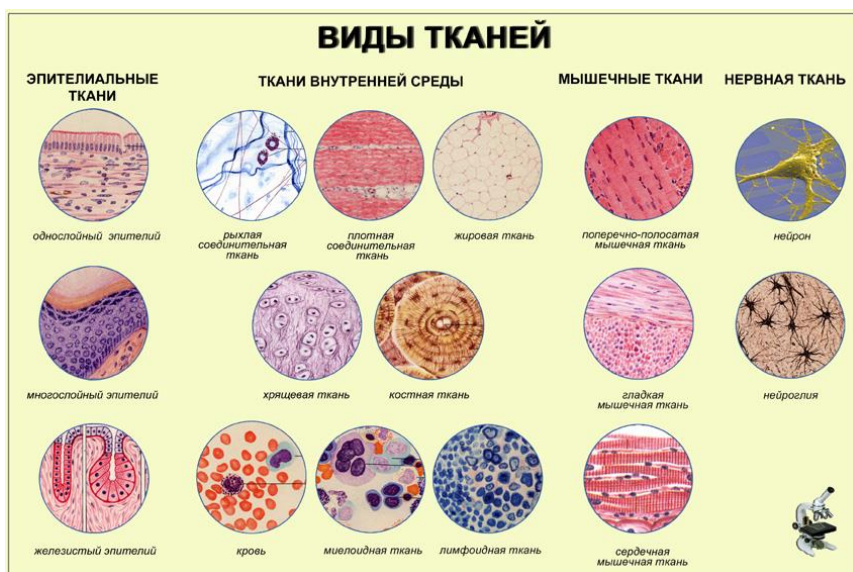 ВИДЫ ТКАНЕЙ
ЭПИТЕЛИАЛЬНЫЕ
ТКАНИ
ТКАНИ ВНУТРЕННЕЙ СРЕДЫ
МЫШЕЧНЫЕ ТКАНИ
НЕРВНАЯ ТКАНЬ
однослойный эпителий
рыхлая
соединительная
ткань
плотная
соединительная
ткань
жировая ткань
поперечно-полосатая
мышечная ткань
нейрон
многослойный эпителий
хрящевая ткань
костная ткань
гладкая
мышечная ткань
нейроглия
железистый эпителий
кровь
миелоидная ткань
лимфоидная ткань
сердечная
мышечная ткань